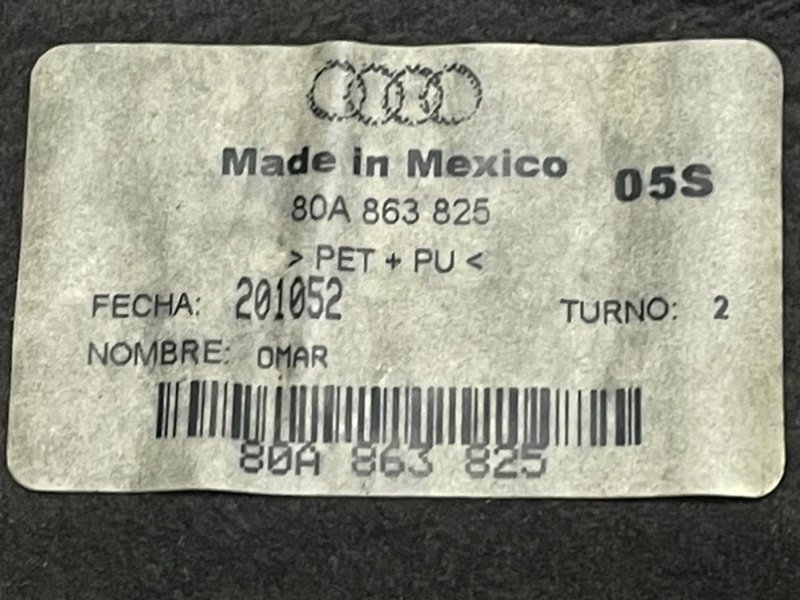 Made in Mexico
05S
80A 863 825
> PET + PU <
FECHA: 201052
TURNO: 2
NOMBRE: OMAR
80A 863 825